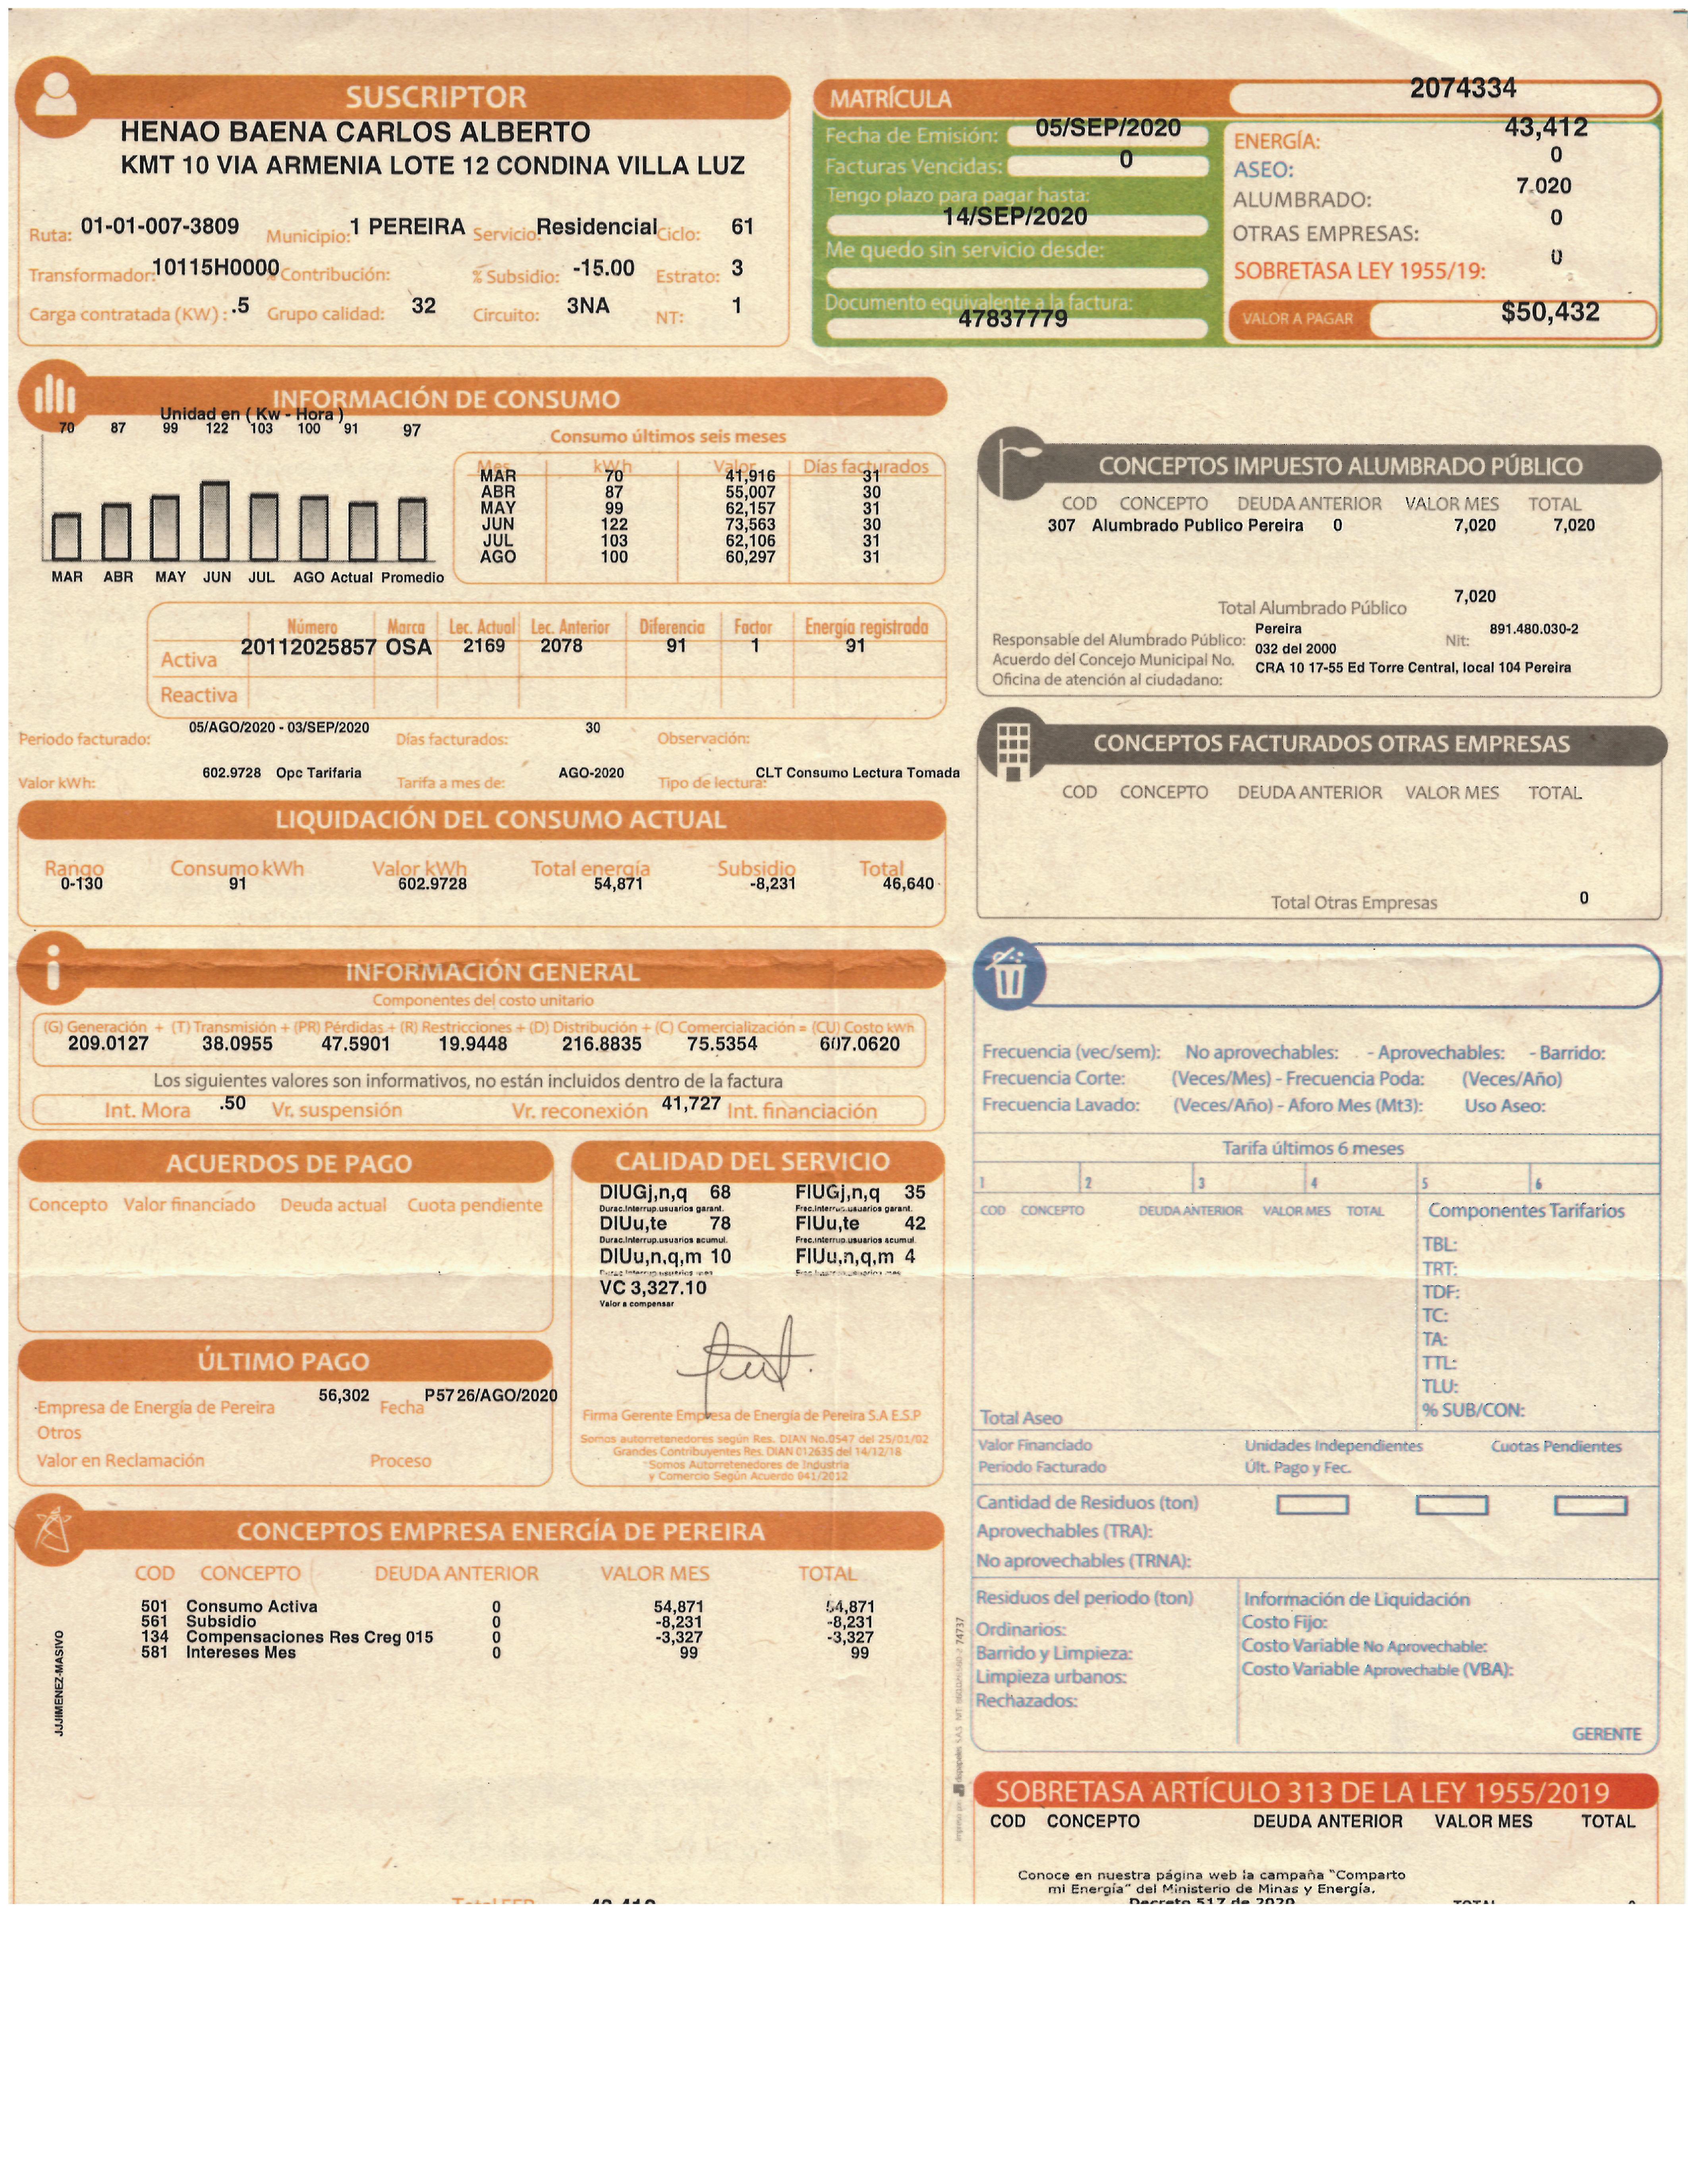 SUSCRIPTOR
HENAO BAENA CARLOS ALBERTO
KMT 10 VIA ARMENIA LOTE 12 CONDINA VILLA LUZ
Ruta: 01-01-007-3809 Municipio: 1 PEREIRA Servicio: Residencial Ciclo: 61
Transformador: 10115H0000 % Contribución: % Subsidio: -15.00 Estrato: 3
Carga contratada (KW) : .5 Grupo calidad: 32 Circuito: 3NA NT: 1
MATRÍCULA 2074334
Fecha de Emisión: 05/SEP/2020
Facturas Vencidas: 0
Tengo plazo para pagar hasta:
14/SEP/2020
Me quedo sin servicio desde:
Documento equivalente a la factura:
47837779
ENERGÍA: 43,412
ASEO: 0
ALUMBRADO: 7.020
OTRAS EMPRESAS: 0
SOBRETASA LEY 1955/19: 0
VALOR A PAGAR $50,432
INFORMACIÓN DE CONSUMO
Unidad en ( Kw - Hora )
70 87 99 122 103 100 91 97
MAR ABR MAY JUN JUL AGO Actual Promedio
Consumo últimos seis meses
Mes kWh Valor Días facturados
MAR 70 41,916 31
ABR 87 55,007 30
MAY 99 62,157 31
JUN 122 73,563 30
JUL 103 62,106 31
AGO 100 60,297 31
Número Marca Lec. Actual Lec. Anterior Diferencia Factor Energía registrada
Activa 20112025857 OSA 2169 2078 91 1 91
Reactiva
Periodo facturado: 05/AGO/2020 - 03/SEP/2020 Días facturados: 30 Observación:
Valor kWh: 602.9728 Opc Tarifaria Tarifa a mes de: AGO-2020 Tipo de lectura: CLT Consumo Lectura Tomada
LIQUIDACIÓN DEL CONSUMO ACTUAL
Rango Consumo kWh Valor kWh Total energía Subsidio Total
0-130 91 602.9728 54,871 -8,231 46,640
INFORMACIÓN GENERAL
Componentes del costo unitario
(G) Generación + (T) Transmisión + (PR) Pérdidas + (R) Restricciones + (D) Distribución + (C) Comercialización = (CU) Costo kWh
209.0127 38.0955 47.5901 19.9448 216.8835 75.5354 607.0620
Los siguientes valores son informativos, no están incluidos dentro de la factura
Int. Mora .50 Vr. suspensión Vr. reconexión 41,727 Int. financiación
ACUERDOS DE PAGO
Concepto Valor financiado Deuda actual Cuota pendiente
CALIDAD DEL SERVICIO
DIUGj,n,q 68 FIUGj,n,q 35
Durac.Interrup.usuarios garant. Frec.Interrup.usuarios garant.
DIUu,te 78 FIUu,te 42
Durac.Interrup.usuarios acumul. Frec.interrup.usuarios acumul.
DIUu,n,q,m 10 FIUu,n,q,m 4
VC 3,327.10
Valor a compensar
Firma Gerente Empresa de Energía de Pereira S.A E.S.P
Somos autorretenedores según Res. DIAN No.0547 del 25/01/02
Grandes Contribuyentes Res. DIAN 012635 del 14/12/18
Somos Autorretenedores de Industria
y Comercio Según Acuerdo 041/2012
ÚLTIMO PAGO
-Empresa de Energía de Pereira 56,302 Fecha P57 26/AGO/2020
Otros
Valor en Reclamación Proceso
CONCEPTOS EMPRESA ENERGÍA DE PEREIRA
COD CONCEPTO DEUDA ANTERIOR VALOR MES TOTAL
501 Consumo Activa 0 54,871 54,871
561 Subsidio 0 -8,231 -8,231
134 Compensaciones Res Creg 015 0 -3,327 -3,327
581 Intereses Mes 0 99 99
JIJIMENEZ-MASIVO
CONCEPTOS IMPUESTO ALUMBRADO PÚBLICO
COD CONCEPTO DEUDA ANTERIOR VALOR MES TOTAL
307 Alumbrado Publico Pereira 0 7,020 7,020
Total Alumbrado Público 7,020
Responsable del Alumbrado Público: Pereira Nit: 891.480.030-2
Acuerdo del Concejo Municipal No. 032 del 2000
Oficina de atención al ciudadano: CRA 10 17-55 Ed Torre Central, local 104 Pereira
CONCEPTOS FACTURADOS OTRAS EMPRESAS
COD CONCEPTO DEUDA ANTERIOR VALOR MES TOTAL
Total Otras Empresas 0
Frecuencia (vec/sem): No aprovechables: - Aprovechables: - Barrido:
Frecuencia Corte: (Veces/Mes) - Frecuencia Poda: (Veces/Año)
Frecuencia Lavado: (Veces/Año) - Aforo Mes (Mt3): Uso Aseo:
Tarifa últimos 6 meses
1 2 3 4 5 6
COD CONCEPTO DEUDA ANTERIOR VALOR MES TOTAL Componentes Tarifarios
TBL:
TRT:
TDF:
TC:
TA:
TTL:
TLU:
% SUB/CON:
Total Aseo
Valor Financiado Unidades Independientes Cuotas Pendientes
Periodo Facturado Últ. Pago y Fec.
Cantidad de Residuos (ton)
Aprovechables (TRA):
No aprovechables (TRNA):
Residuos del periodo (ton)
Ordinarios:
Barrido y Limpieza:
Limpieza urbanos:
Rechazados:
Información de Liquidación
Costo Fijo:
Costo Variable No Aprovechable:
Costo Variable Aprovechable (VBA):
GERENTE
74737
SOBRETASA ARTÍCULO 313 DE LA LEY 1955/2019
COD CONCEPTO DEUDA ANTERIOR VALOR MES TOTAL
Conoce en nuestra página web la campaña "Comparto
mi Energía" del Ministerio de Minas y Energía.
Decreto 517 de 2020